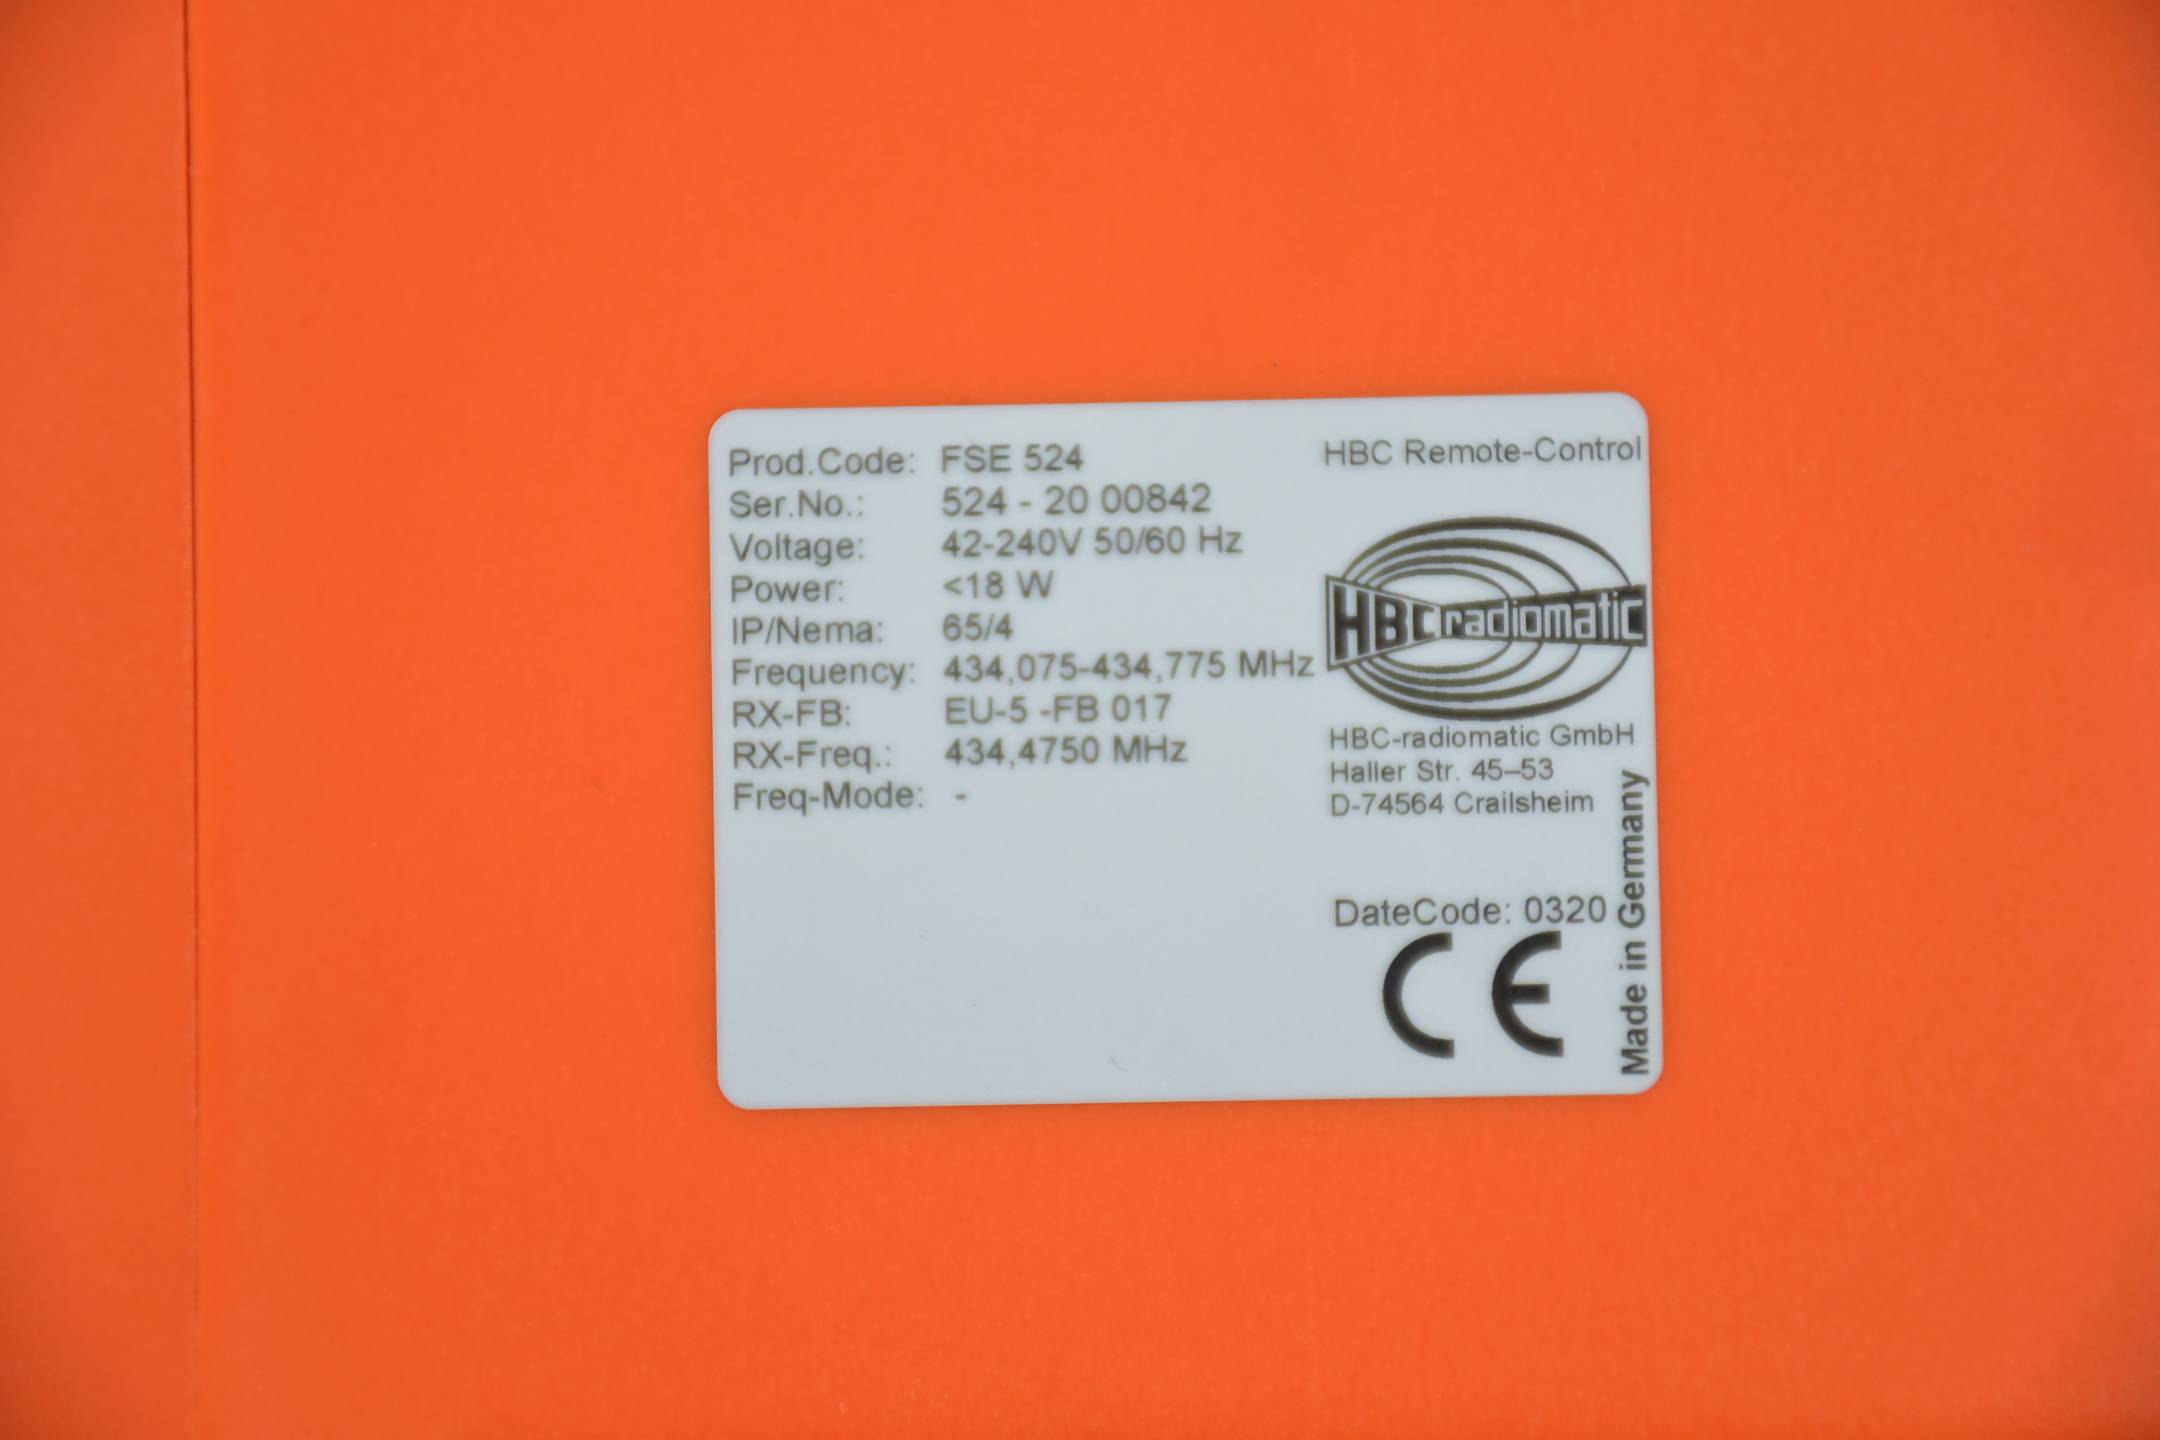 Prod.Code: FSE 524
Ser.No.: 524 - 20 00842
Voltage: 42-240V 50/60 Hz
Power: <18 W
IP/Nema: 65/4
Frequency: 434,075-434,775 MHz
RX-FB: EU-5 -FB 017
RX-Freq.: 434,4750 MHz
Freq-Mode: -
HBC Remote-Control
HBC radiomatic
HBC-radiomatic GmbH
Haller Str. 45–53
D-74564 Crailsheim
DateCode: 0320
CE
Made in Germany